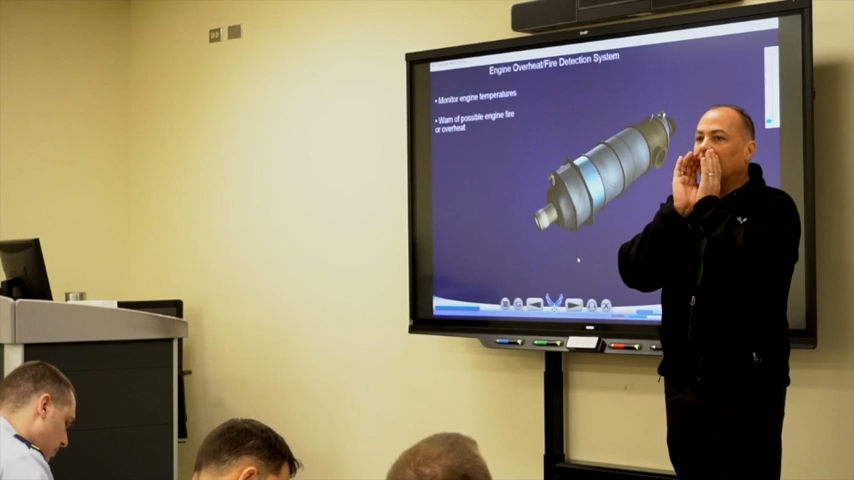 Engine Overheat/Fire Detection System
• Monitor engine temperatures
• Warn of possible engine fire
or overheat